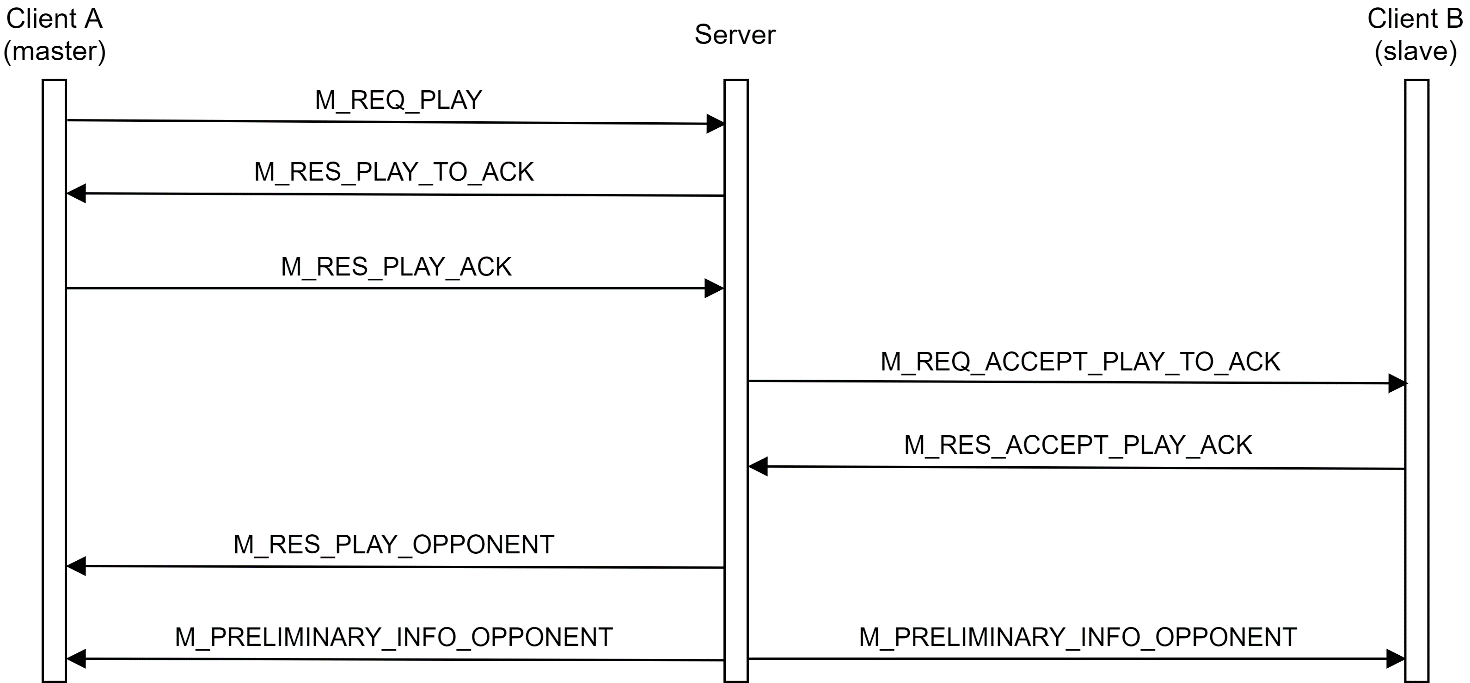 Client A
(master)
Server
Client B
(slave)
M_REQ_PLAY
M_RES_PLAY_TO_ACK
M_RES_PLAY_ACK
M_REQ_ACCEPT_PLAY_TO_ACK
M_RES_ACCEPT_PLAY_ACK
M_RES_PLAY_OPPONENT
M_PRELIMINARY_INFO_OPPONENT
M_PRELIMINARY_INFO_OPPONENT